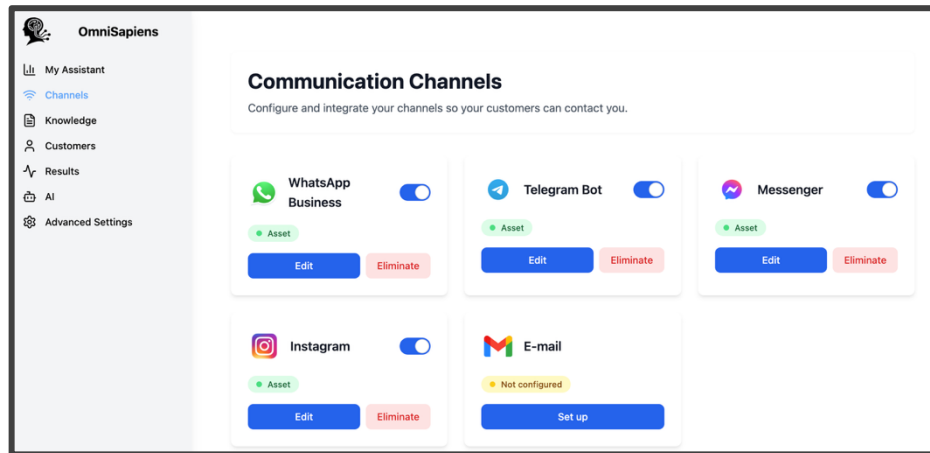 OmniSapiens
My Assistant
Channels
Knowledge
Customers
Results
AI
Advanced Settings
Communication Channels
Configure and integrate your channels so your customers can contact you.
WhatsApp
Business
Asset
Edit Eliminate
Telegram Bot
Asset
Edit Eliminate
Messenger
Asset
Edit Eliminate
Instagram
Asset
Edit Eliminate
E-mail
Not configured
Set up